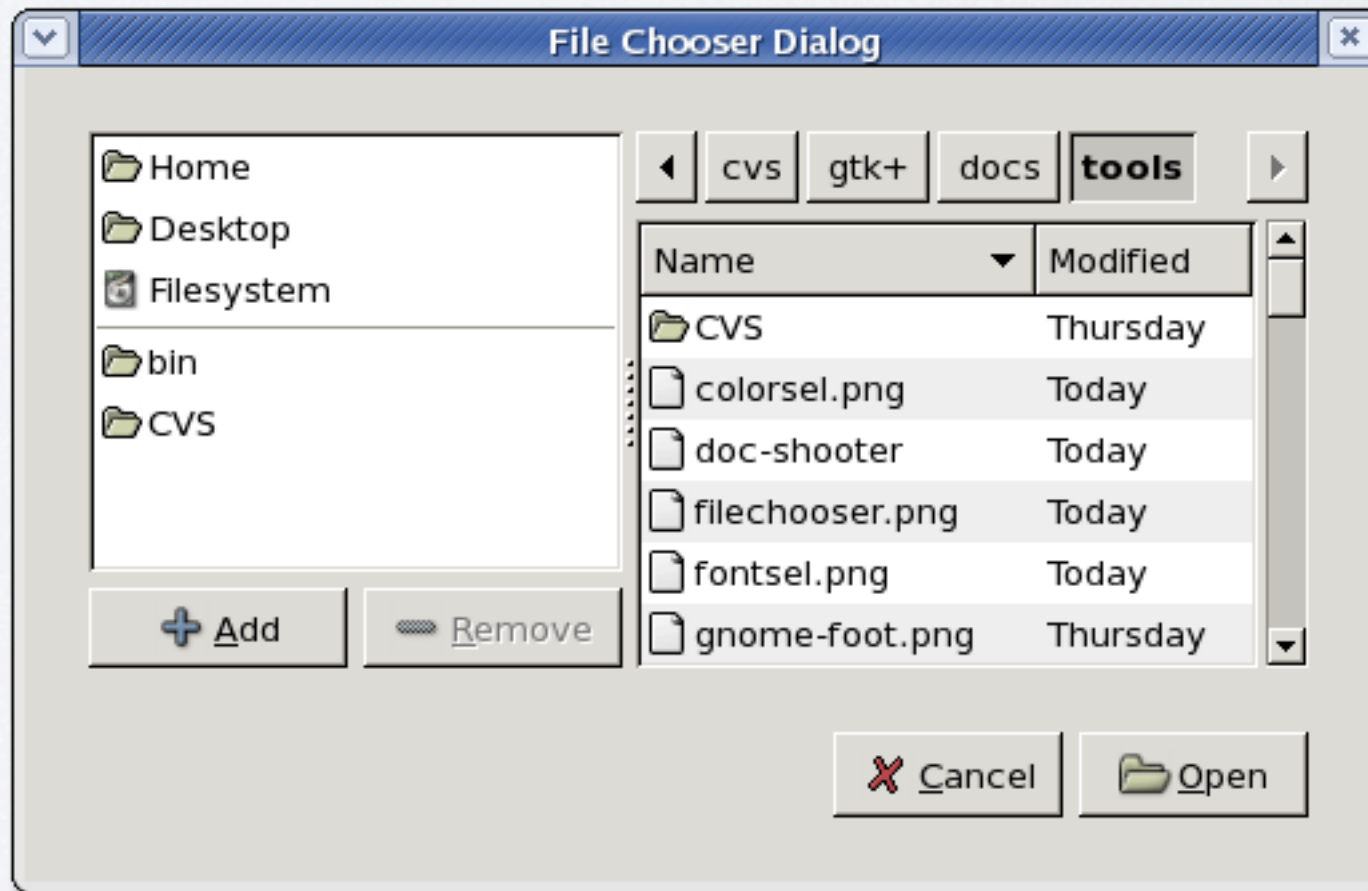 File Chooser Dialog
Home
Desktop
Filesystem
bin
CVS
Add Remove
cvs gtk+ docs tools
Name Modified
CVS Thursday
colorsel.png Today
doc-shooter Today
filechooser.png Today
fontsel.png Today
gnome-foot.png Thursday
Cancel Open